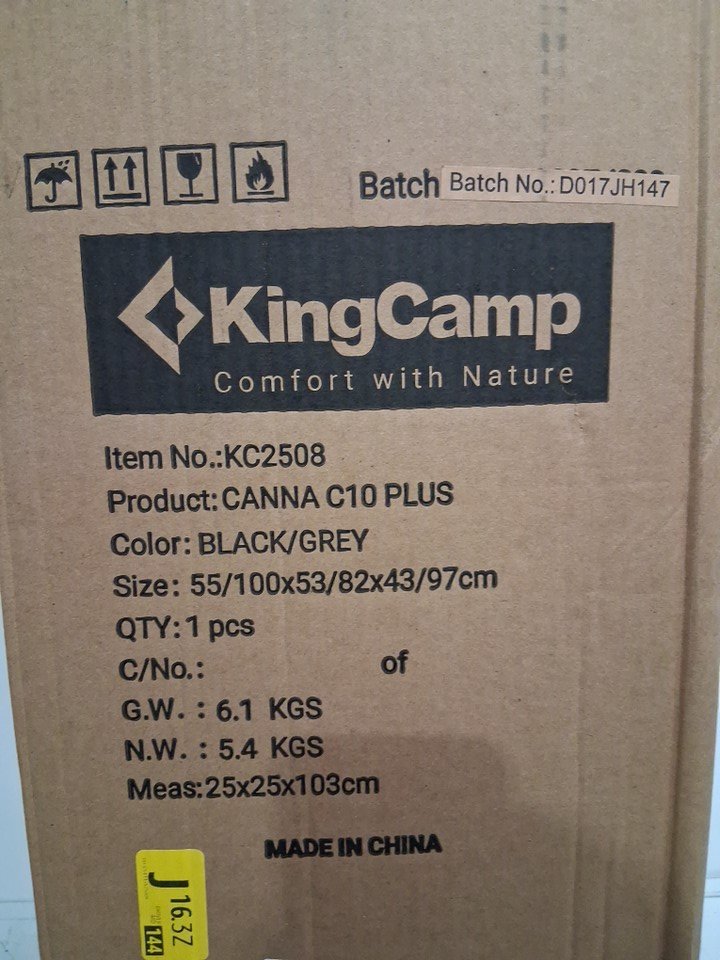 Batch Batch No.: D017JH147
KingCamp
Comfort with Nature
Item No.:KC2508
Product: CANNA C10 PLUS
Color: BLACK/GREY
Size: 55/100x53/82x43/97cm
QTY: 1 pcs
C/No.: of
G.W. : 6.1 KGS
N.W. : 5.4 KGS
Meas:25x25x103cm
MADE IN CHINA
J
16.3Z
144